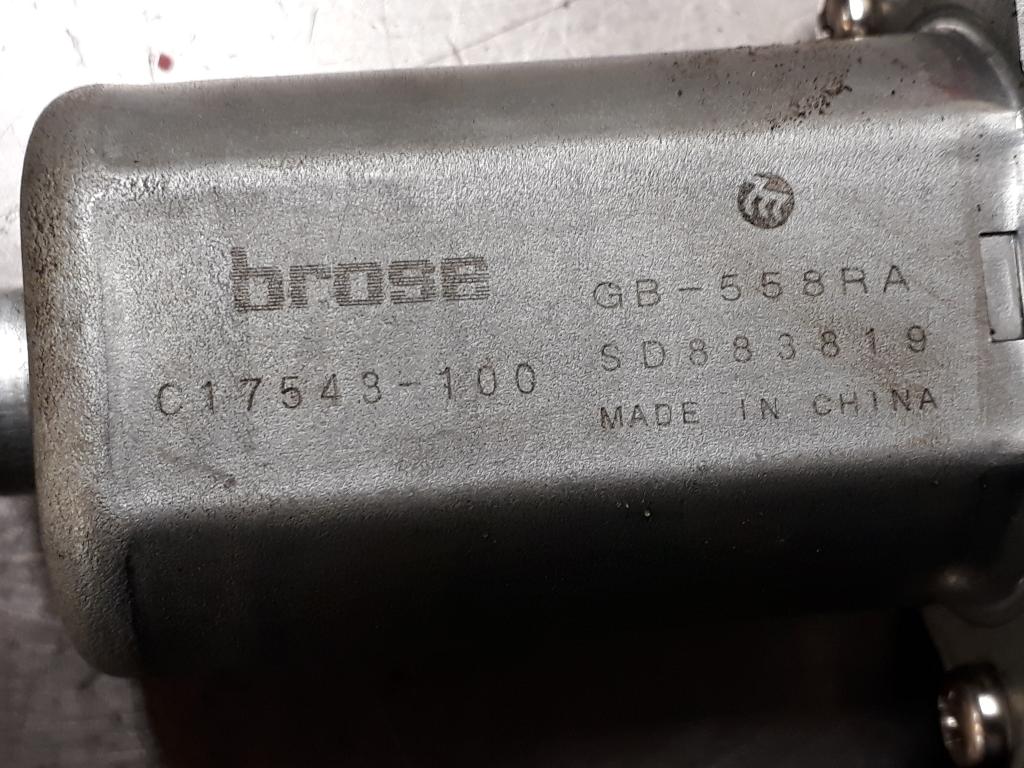 brose
C17543-100
GB-558RA
SD883819
MADE IN CHINA